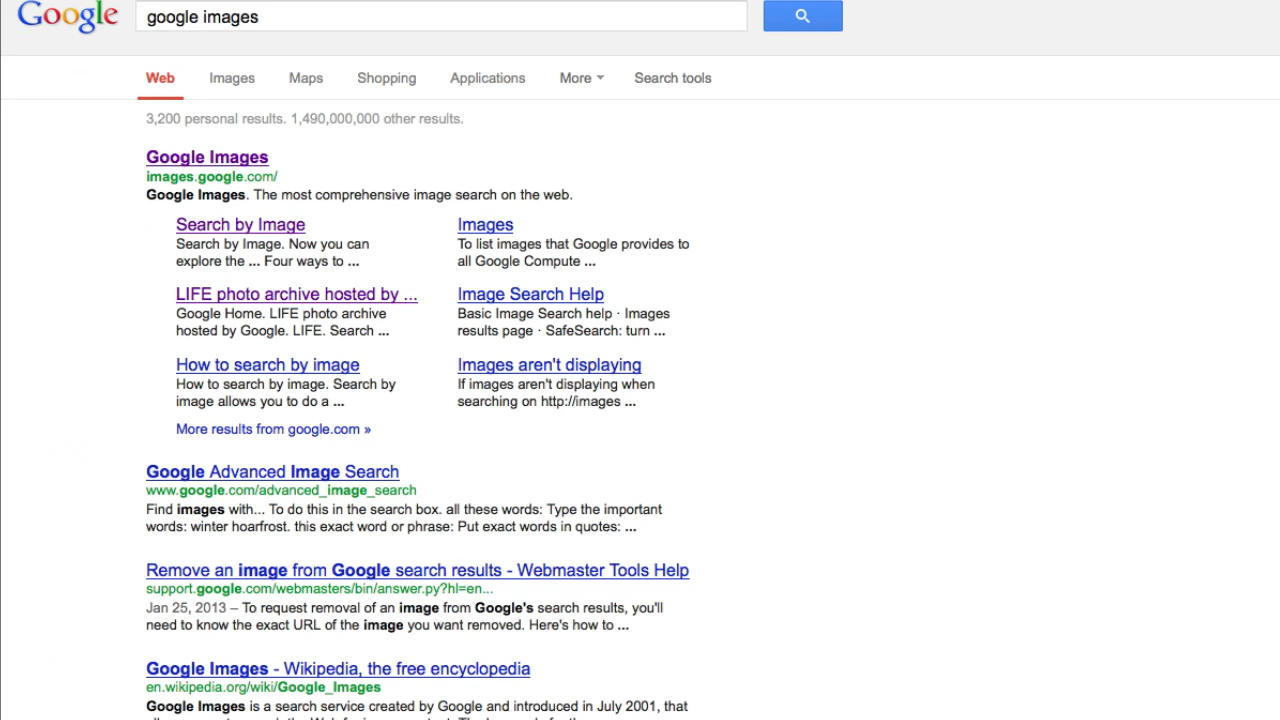 Google
google images
Web Images Maps Shopping Applications More Search tools
3,200 personal results. 1,490,000,000 other results.
Google Images
images.google.com/
Google Images. The most comprehensive image search on the web.
Search by Image
Search by Image. Now you can
explore the ... Four ways to ...
Images
To list images that Google provides to
all Google Compute ...
LIFE photo archive hosted by ...
Google Home. LIFE photo archive
hosted by Google. LIFE. Search ...
Image Search Help
Basic Image Search help · Images
results page · SafeSearch: turn ...
How to search by image
How to search by image. Search by
image allows you to do a ...
Images aren't displaying
If images aren't displaying when
searching on http://images ...
More results from google.com »
Google Advanced Image Search
www.google.com/advanced_image_search
Find images with... To do this in the search box. all these words: Type the important
words: winter hoarfrost. this exact word or phrase: Put exact words in quotes: ...
Remove an image from Google search results - Webmaster Tools Help
support.google.com/webmasters/bin/answer.py?hl=en...
Jan 25, 2013 – To request removal of an image from Google's search results, you'll
need to know the exact URL of the image you want removed. Here's how to ...
Google Images - Wikipedia, the free encyclopedia
en.wikipedia.org/wiki/Google_Images
Google Images is a search service created by Google and introduced in July 2001, that